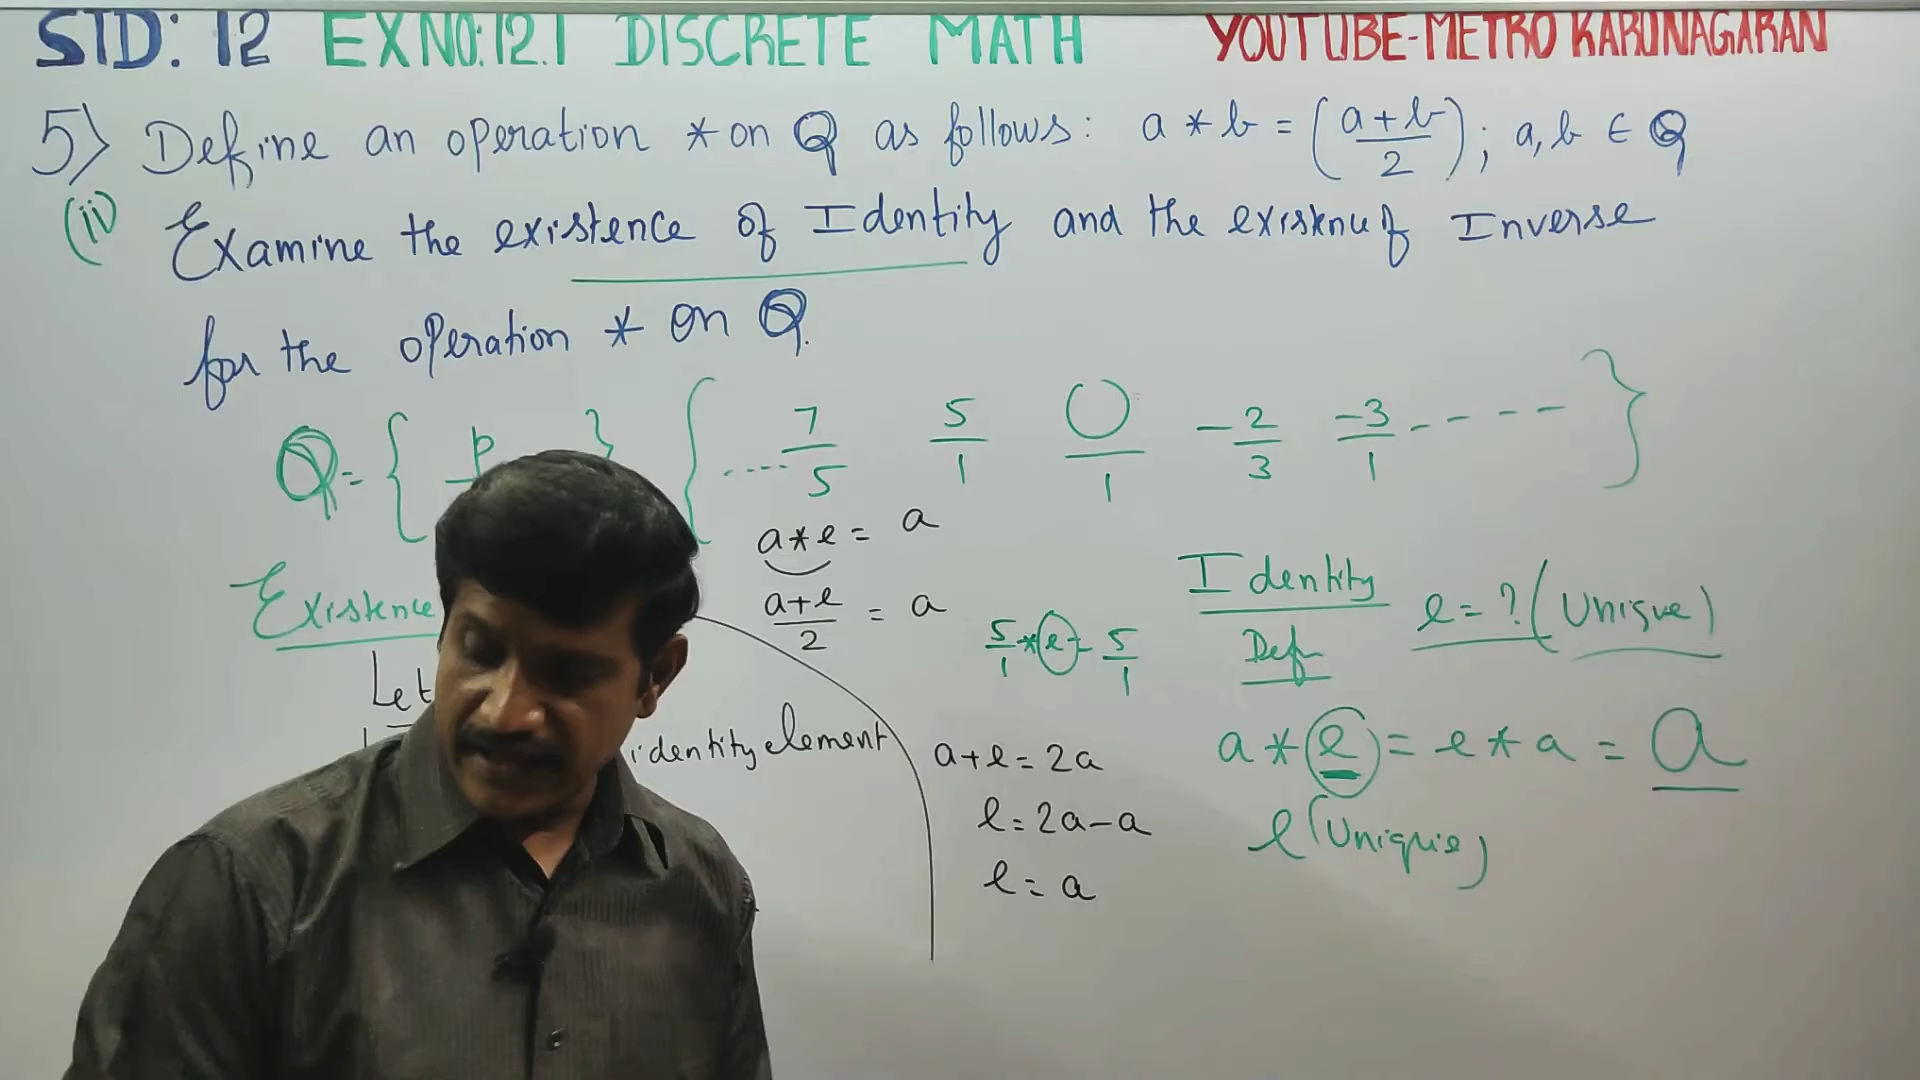 STD: 12 EXNO:12.1 DISCRETE MATH YOUTUBE-METRO KARUNAGARAN
5) Define an operation * on Q as follows: a * b = (a+b/2); a, b ∈ Q
(ii) Examine the existence of Identity and the existence of Inverse
for the operation * on Q.
Q = { p } { ..... 7/5 5/1 0/1 -2/3 -3/1 ---- }
a * e = a
Existence
a+e/2 = a
5/1 * e = 5/1
Identity
Defn
e = ? (Unique)
Let
identity element
a+e = 2a
e = 2a-a
e = a
a * e = e * a = a
e (Unique)